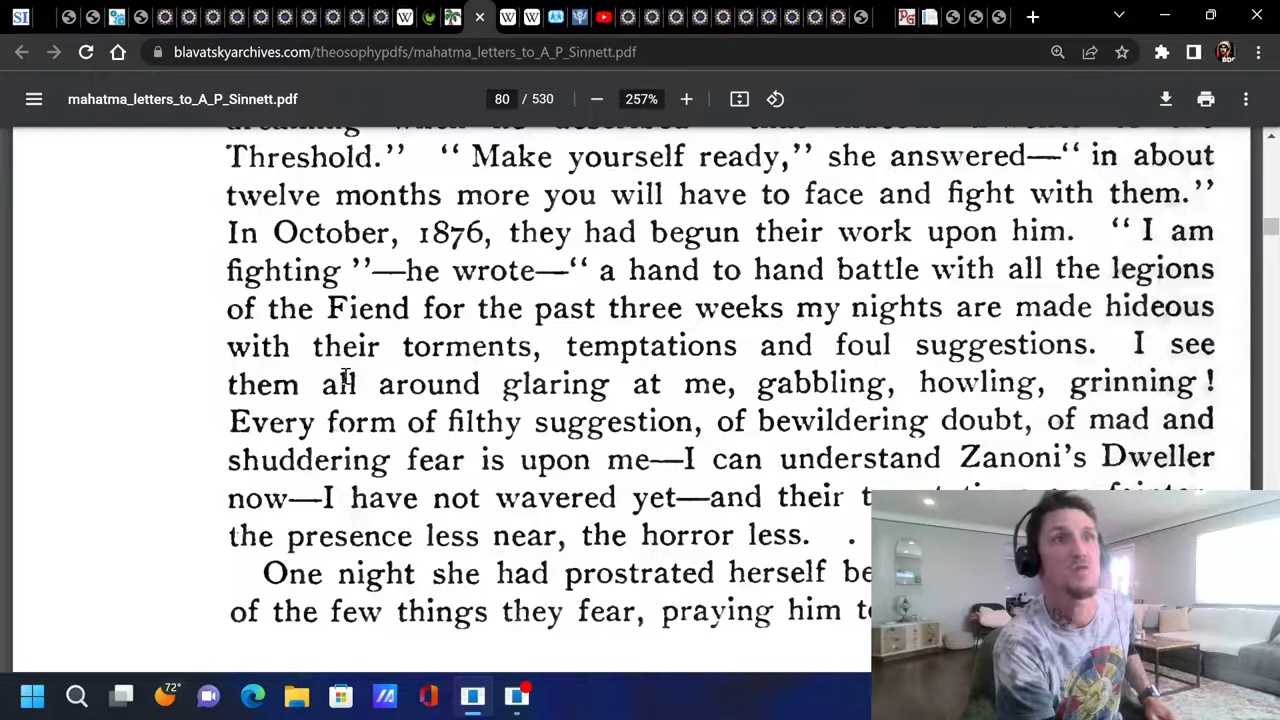 blavatskyarchives.com/theosophypdfs/mahatma_letters_to_A_P_Sinnett.pdf
mahatma_letters_to_A_P_Sinnett.pdf
80 / 530
257%
Threshold." " Make yourself ready," she answered—" in about
twelve months more you will have to face and fight with them."
In October, 1876, they had begun their work upon him. " I am
fighting "—he wrote—" a hand to hand battle with all the legions
of the Fiend for the past three weeks my nights are made hideous
with their torments, temptations and foul suggestions. I see
them all around glaring at me, gabbling, howling, grinning !
Every form of filthy suggestion, of bewildering doubt, of mad and
shuddering fear is upon me—I can understand Zanoni's Dweller
now—I have not wavered yet—and their
the presence less near, the horror less. .
One night she had prostrated herself
of the few things they fear, praying him
72°